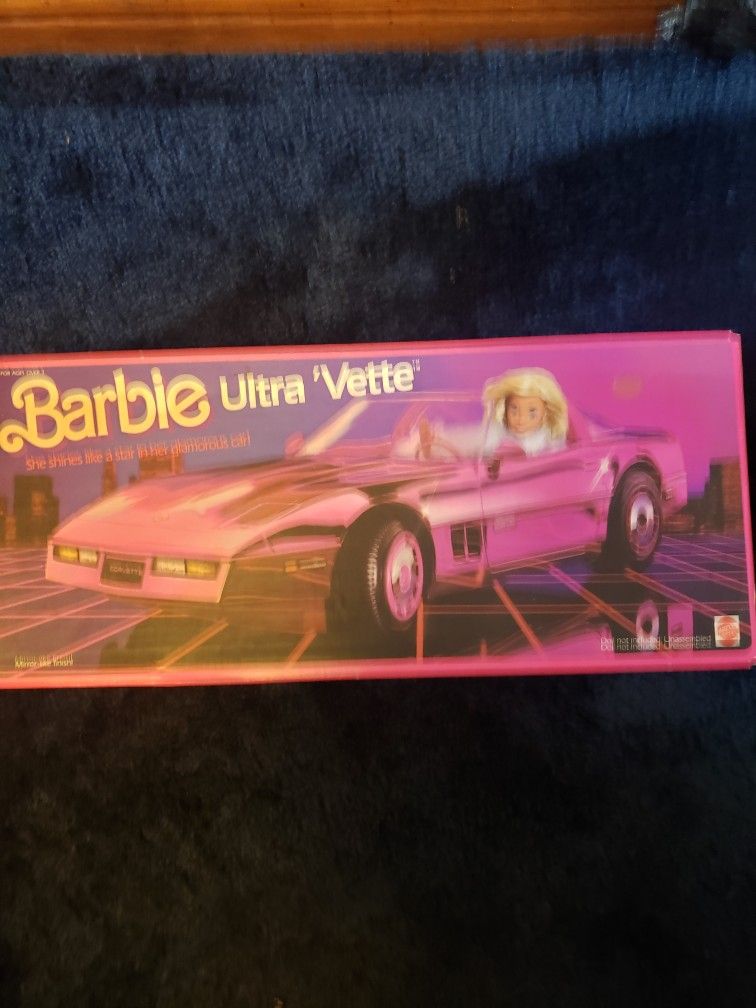 FOR AGES OVER 3
Barbie Ultra 'Vette™
She shines like a star in her glamorous car!
CORVETTE
Mirror-like finish!
Doll not included. Unassembled